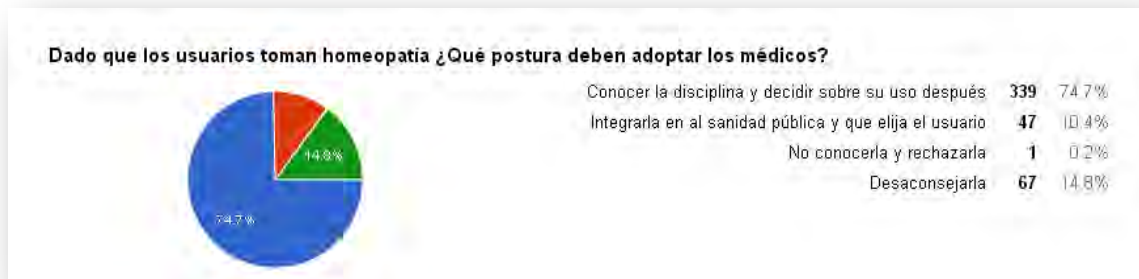 Dado que los usuarios toman homeopatía ¿Qué postura deben adoptar los médicos?
Conocer la disciplina y decidir sobre su uso después 339 74.7%
Integrarla en al sanidad pública y que elija el usuario 47 10.4%
No conocerla y rechazarla 1 0.2%
Desaconsejarla 67 14.8%
14.8%
74.7%